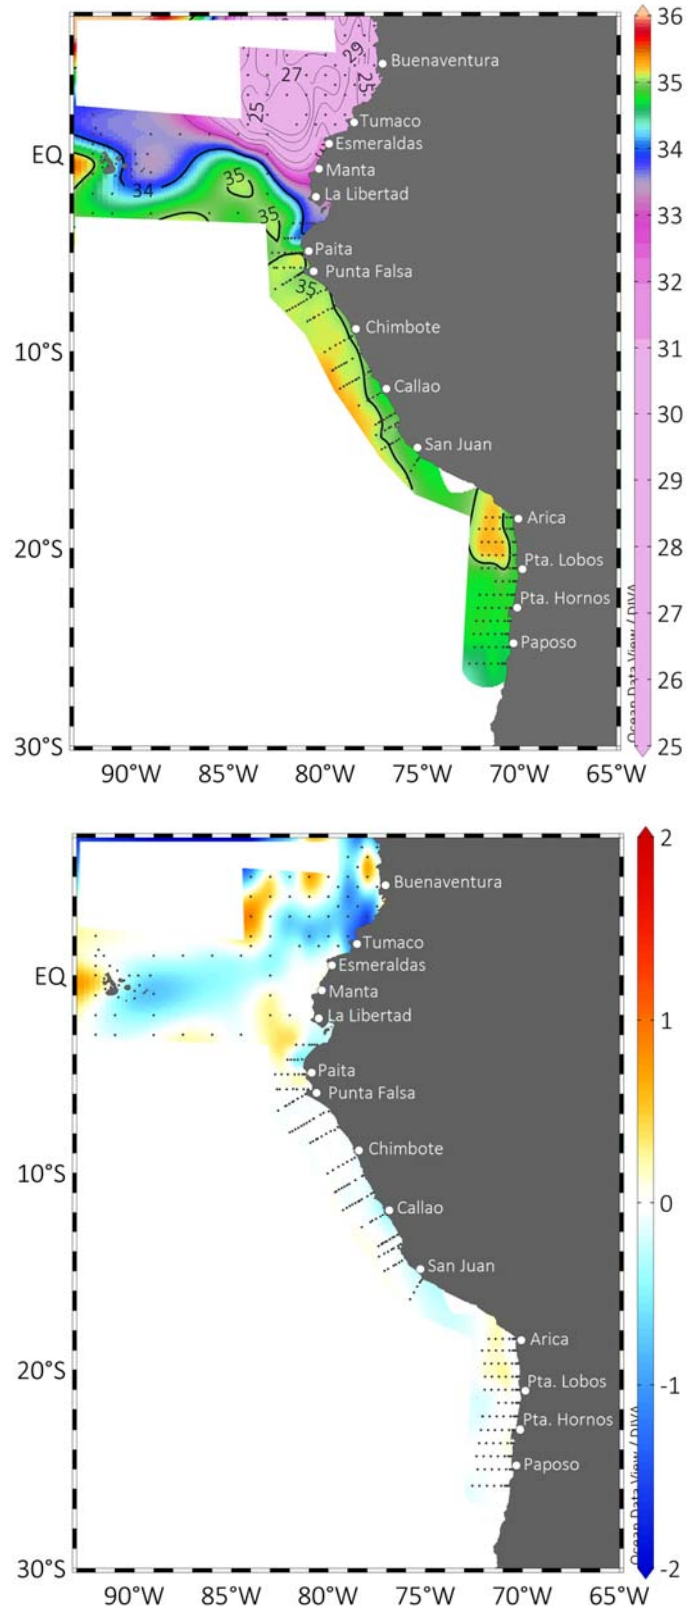 36
29
27
25
25
Buenaventura
35
Tumaco
EQ
Esmeraldas
34
Manta
34
35
La Libertad
33
35
Paita
32
Punta Falsa
35
31
10°S
Chimbote
30
Callao
29
San Juan
28
Arica
20°S
Pta. Lobos
27
Pta. Hornos
26
Paposo
Ocean Data View / DIVA
30°S
25
90°W 85°W 80°W 75°W 70°W 65°W
2
Buenaventura
Tumaco
EQ
Esmeraldas
1
Manta
La Libertad
Paita
Punta Falsa
10°S
Chimbote
0
Callao
San Juan
Arica
20°S
Pta. Lobos
-1
Pta. Hornos
Paposo
Ocean Data View / DIVA
30°S
-2
90°W 85°W 80°W 75°W 70°W 65°W